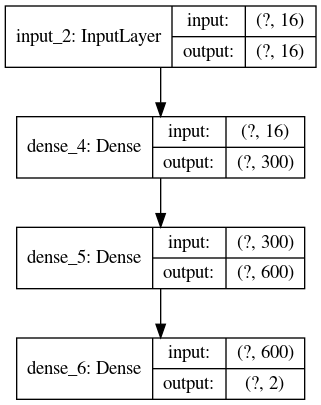 input_2: InputLayer
input:
(?, 16)
output:
(?, 16)
dense_4: Dense
input:
(?, 16)
output:
(?, 300)
dense_5: Dense
input:
(?, 300)
output:
(?, 600)
dense_6: Dense
input:
(?, 600)
output:
(?, 2)